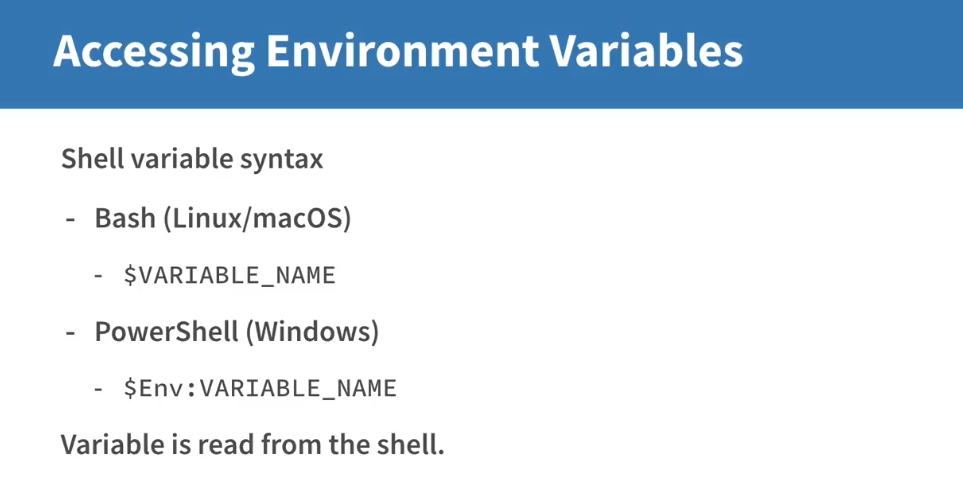 Accessing Environment Variables
Shell variable syntax
- Bash (Linux/macOS)
- $VARIABLE_NAME
- PowerShell (Windows)
- $Env:VARIABLE_NAME
Variable is read from the shell.